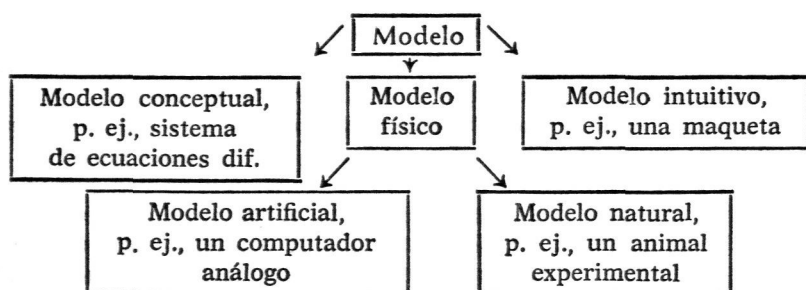 Modelo
Modelo conceptual,
p. ej., sistema
de ecuaciones dif.
Modelo
físico
Modelo intuitivo,
p. ej., una maqueta
Modelo artificial,
p. ej., un computador
análogo
Modelo natural,
p. ej., un animal
experimental